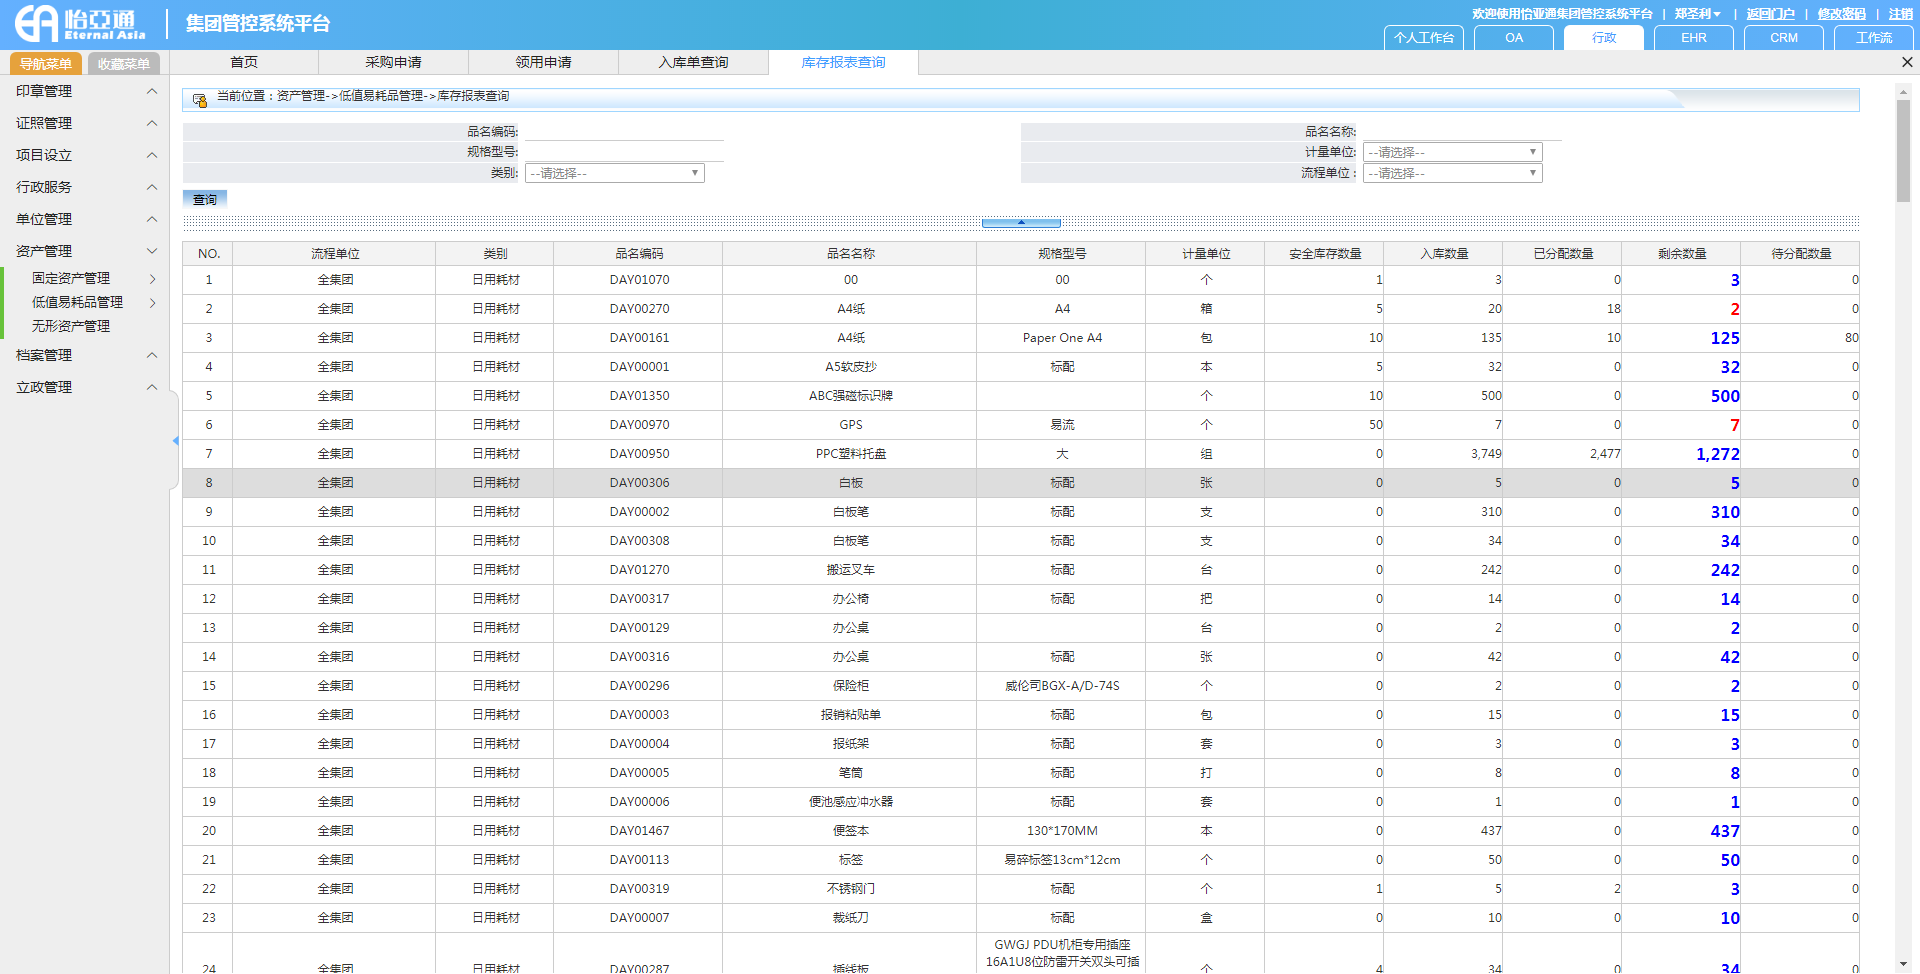 怡亞通
Eternal Asia
集团管控系统平台
欢迎使用怡亚通集团管控系统平台 | 郑圣利 | 返回门户 | 修改密码 | 注销
个人工作台 OA 行政 EHR CRM 工作流
导航菜单 收藏菜单 首页 采购申请 领用申请 入库单查询 库存报表查询
印章管理
证照管理
项目设立
行政服务
单位管理
资产管理
固定资产管理
低值易耗品管理
无形资产管理
档案管理
立政管理
当前位置：资产管理->低值易耗品管理->库存报表查询
品名编码: 品名名称:
规格型号: 计量单位: --请选择--
类别: --请选择-- 流程单位： --请选择--
查询
NO. 流程单位 类别 品名编码 品名名称 规格型号 计量单位 安全库存数量 入库数量 已分配数量 剩余数量 待分配数量
1 全集团 日用耗材 DAY01070 00 00 个 1 3 0 3 0
2 全集团 日用耗材 DAY00270 A4纸 A4 箱 5 20 18 2 0
3 全集团 日用耗材 DAY00161 A4纸 Paper One A4 包 10 135 10 125 80
4 全集团 日用耗材 DAY00001 A5软皮抄 标配 本 5 32 0 32 0
5 全集团 日用耗材 DAY01350 ABC强磁标识牌 个 10 500 0 500 0
6 全集团 日用耗材 DAY00970 GPS 易流 个 50 7 0 7 0
7 全集团 日用耗材 DAY00950 PPC塑料托盘 大 组 0 3,749 2,477 1,272 0
8 全集团 日用耗材 DAY00306 白板 标配 张 0 5 0 5 0
9 全集团 日用耗材 DAY00002 白板笔 标配 支 0 310 0 310 0
10 全集团 日用耗材 DAY00308 白板笔 标配 支 0 34 0 34 0
11 全集团 日用耗材 DAY01270 搬运叉车 标配 台 0 242 0 242 0
12 全集团 日用耗材 DAY00317 办公椅 标配 把 0 14 0 14 0
13 全集团 日用耗材 DAY00129 办公桌 台 0 2 0 2 0
14 全集团 日用耗材 DAY00316 办公桌 标配 张 0 42 0 42 0
15 全集团 日用耗材 DAY00296 保险柜 威伦司BGX-A/D-74S 个 0 2 0 2 0
16 全集团 日用耗材 DAY00003 报销粘贴单 标配 包 0 15 0 15 0
17 全集团 日用耗材 DAY00004 报纸架 标配 套 0 3 0 3 0
18 全集团 日用耗材 DAY00005 笔筒 标配 打 0 8 0 8 0
19 全集团 日用耗材 DAY00006 便池感应冲水器 标配 套 0 1 0 1 0
20 全集团 日用耗材 DAY01467 便签本 130*170MM 本 0 437 0 437 0
21 全集团 日用耗材 DAY00113 标签 易碎标签13cm*12cm 个 0 50 0 50 0
22 全集团 日用耗材 DAY00319 不锈钢门 标配 个 1 5 2 3 0
23 全集团 日用耗材 DAY00007 裁纸刀 标配 盒 0 10 0 10 0
24 全集团 日用耗材 DAY00287 插线板 GWGJ PDU机柜专用插座 个 4 34 0 34 0
16A1U8位防雷开关双头可插